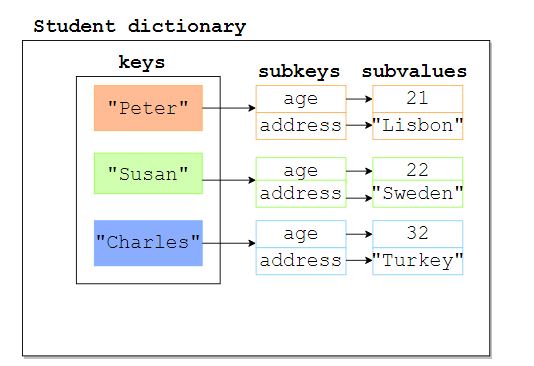 Student dictionary
keys
subkeys subvalues
"Peter"
age 21
address "Lisbon"
"Susan"
age 22
address "Sweden"
"Charles"
age 32
address "Turkey"